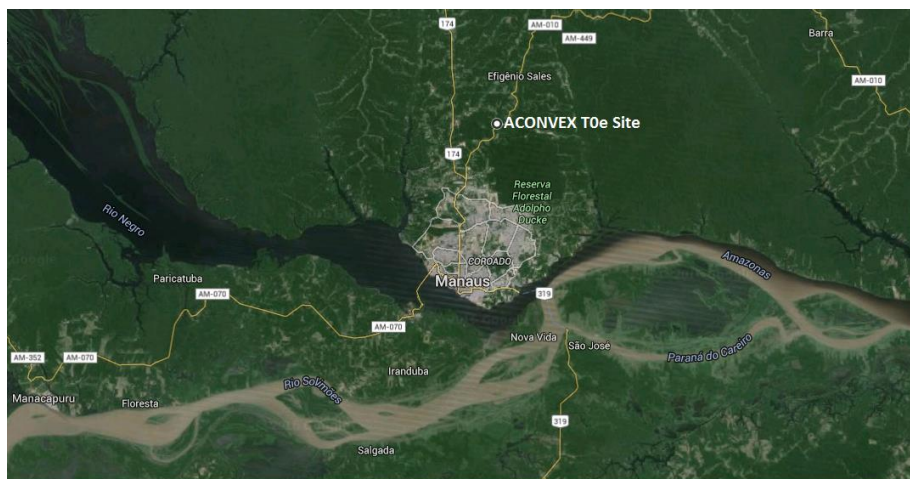 174
AM-010
AM-449
Barra
Efigênio Sales
AM-010
ACONVEX T0e Site
174
Reserva
Florestal
Adolpho
Ducke
Rio Negro
COROADO
Amazonas
Paricatuba
Manaus
AM-070
319
AM-070
Nova Vida
São José
Paraná do Careiro
AM-352
AM-070
Iranduba
Rio Solimões
Manacapuru
Floresta
319
Salgada